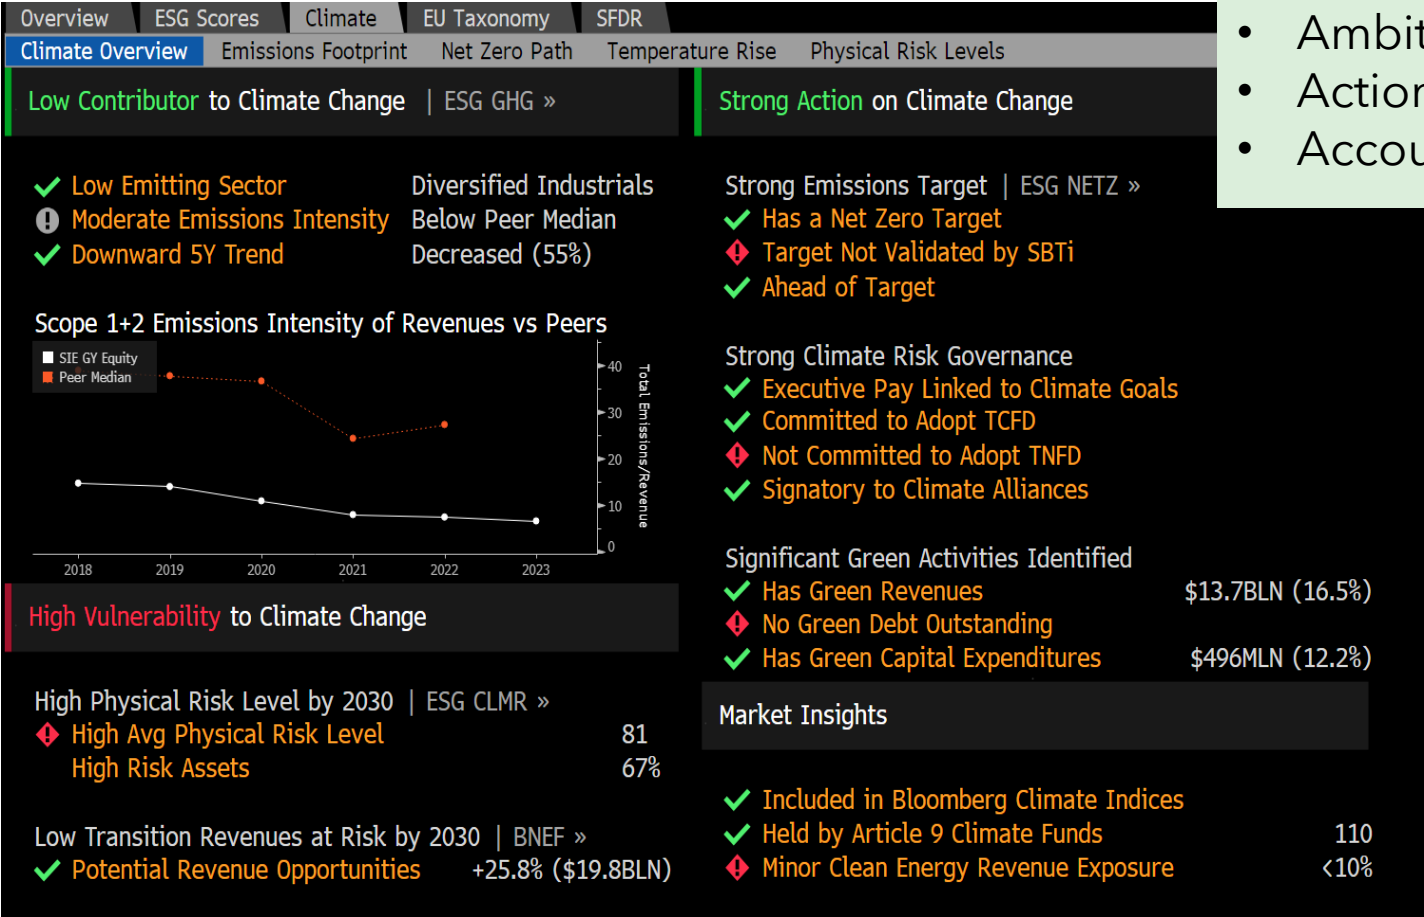 Overview ESG Scores Climate EU Taxonomy SFDR
Climate Overview Emissions Footprint Net Zero Path Temperature Rise Physical Risk Levels
• Ambit
• Action
• Accou
Low Contributor to Climate Change | ESG GHG »
Low Emitting Sector Diversified Industrials
Moderate Emissions Intensity Below Peer Median
Downward 5Y Trend Decreased (55%)
Scope 1+2 Emissions Intensity of Revenues vs Peers
SIE GY Equity
Peer Median
40
30
20
10
0
Total Emissions/Revenue
2018 2019 2020 2021 2022 2023
High Vulnerability to Climate Change
High Physical Risk Level by 2030 | ESG CLMR »
High Avg Physical Risk Level 81
High Risk Assets 67%
Low Transition Revenues at Risk by 2030 | BNEF »
Potential Revenue Opportunities +25.8% ($19.8BLN)
Strong Action on Climate Change
Strong Emissions Target | ESG NETZ »
Has a Net Zero Target
Target Not Validated by SBTi
Ahead of Target
Strong Climate Risk Governance
Executive Pay Linked to Climate Goals
Committed to Adopt TCFD
Not Committed to Adopt TNFD
Signatory to Climate Alliances
Significant Green Activities Identified
Has Green Revenues $13.7BLN (16.5%)
No Green Debt Outstanding
Has Green Capital Expenditures $496MLN (12.2%)
Market Insights
Included in Bloomberg Climate Indices
Held by Article 9 Climate Funds 110
Minor Clean Energy Revenue Exposure <10%